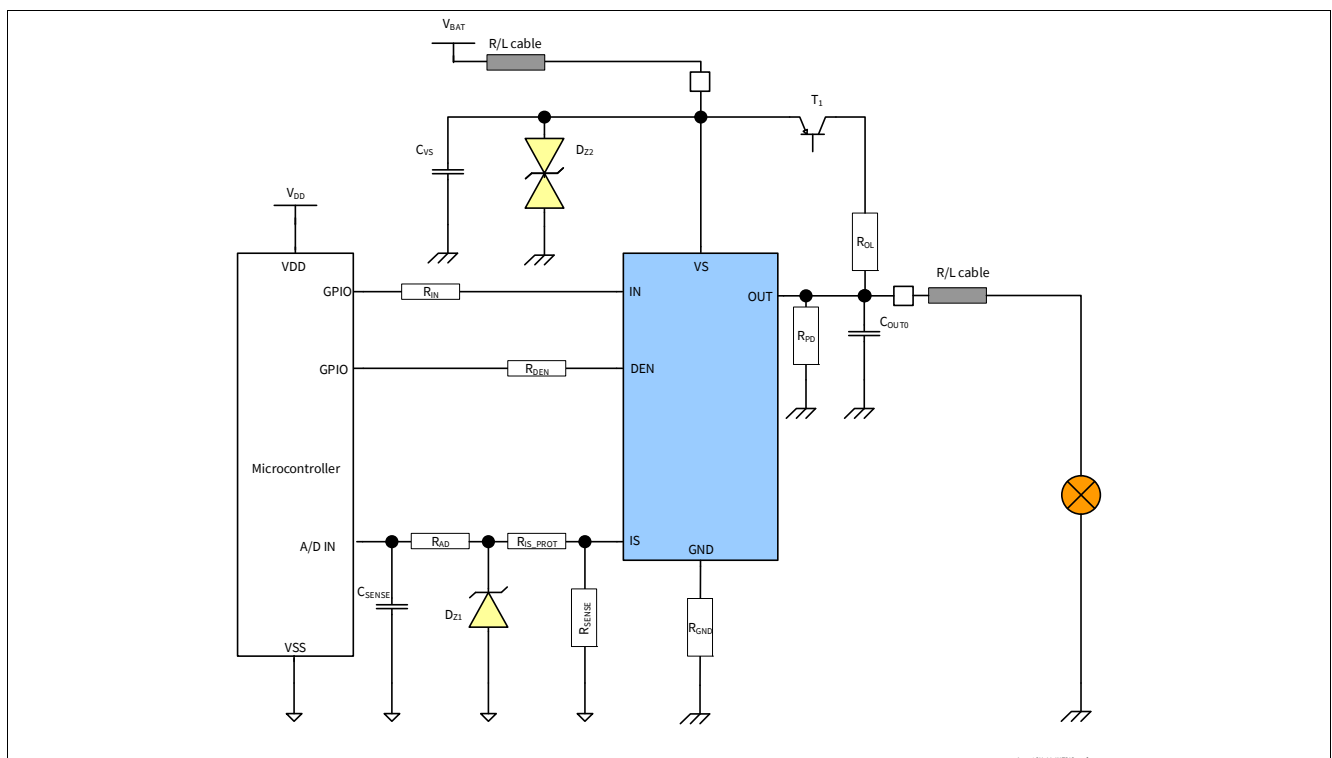 VBAT
R/L cable
T1
CVS
DZ2
VDD
ROL
VDD
VS
R/L cable
GPIO
RIN
IN
OUT
COUT0
RPD
GPIO
RDEN
DEN
Microcontroller
A/D IN
RAD
RIS_PROT
IS
GND
CSENSE
DZ1
RSENSE
RGND
VSS